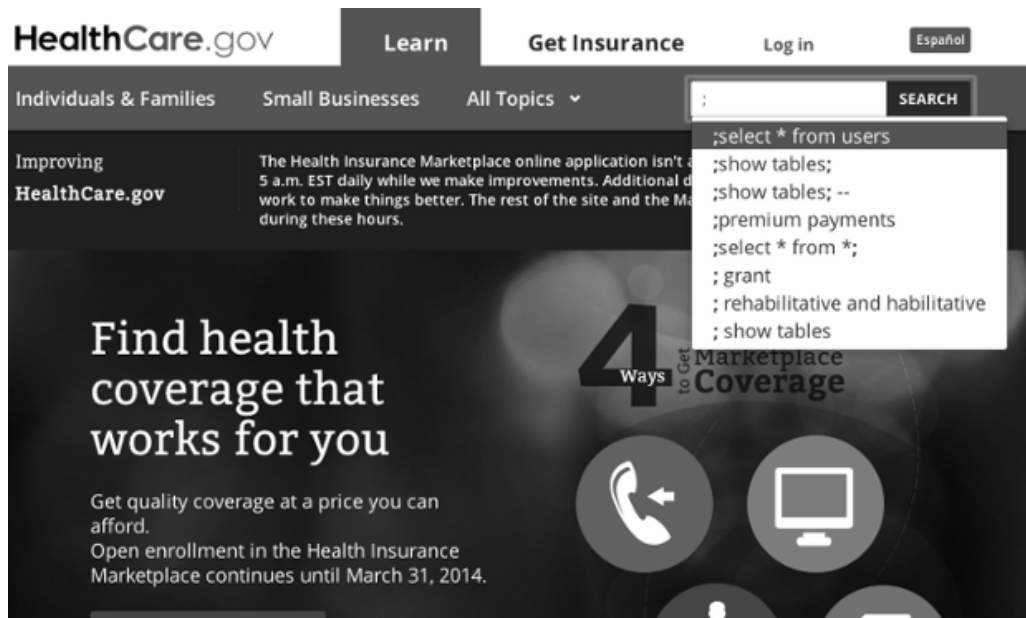 HealthCare.gov
Learn
Get Insurance
Log in
Español
Individuals & Families
Small Businesses
All Topics
;
SEARCH
;select * from users
;show tables;
;show tables; --
;premium payments
;select * from *;
; grant
; rehabilitative and habilitative
; show tables
Improving
HealthCare.gov
The Health Insurance Marketplace online application isn't
5 a.m. EST daily while we make improvements. Additional
work to make things better. The rest of the site and the
during these hours.
Find health
coverage that
works for you
Get quality coverage at a price you can
afford.
Open enrollment in the Health Insurance
Marketplace continues until March 31, 2014.
4
Ways
to Get
Marketplace
Coverage